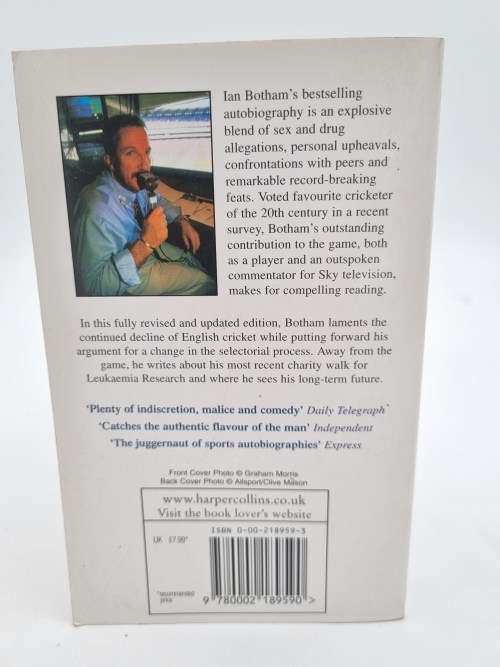 Ian Botham's bestselling
autobiography is an explosive
blend of sex and drug
allegations, personal upheavals,
confrontations with peers and
remarkable record-breaking
feats. Voted favourite cricketer
of the 20th century in a recent
survey, Botham's outstanding
contribution to the game, both
as a player and an outspoken
commentator for Sky television,
makes for compelling reading.
In this fully revised and updated edition, Botham laments the
continued decline of English cricket while putting forward his
argument for a change in the selectorial process. Away from the
game, he writes about his most recent charity walk for
Leukaemia Research and where he sees his long-term future.
'Plenty of indiscretion, malice and comedy' Daily Telegraph
'Catches the authentic flavour of the man' Independent
'The juggernaut of sports autobiographies' Express
Front Cover Photo © Graham Morris
Back Cover Photo © Allsport/Clive Mason
www.harpercollins.co.uk
Visit the book lover's website
ISBN 0-00-218959-3
UK £7.99*
*recommended
price
9 780002 189590 >